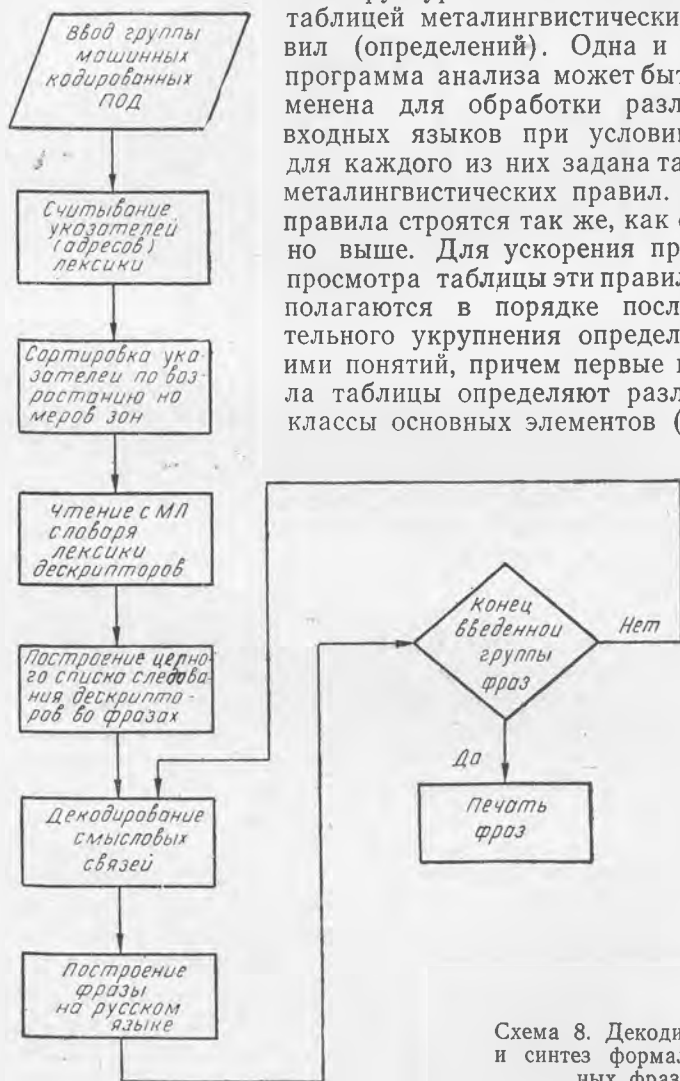 таблицей металингвистически
вил (определений). Одна и
программа анализа может быт
менена для обработки разл
входных языков при услови
для каждого из них задана та
металингвистических правил.
правила строятся так же, как
но выше. Для ускорения пр
просмотра таблицы эти правил
полагаются в порядке посл
тельного укрупнения определ
ими понятий, причем первые
ла таблицы определяют разл
классы основных элементов (
Ввод группы
машинных
кодированных
ПОД
Считывание
указателей
(адресов)
лексики
Сортировка ука-
зателей по воз-
ростанию но
меров зон
Чтение с МЛ
словаря
лексики
дескрипторов
Построение цепно-
го списка следова
ния дескрипто-
ров во фразах
Декодирование
смысловых
связей
Построение
фразы
на русском
языке
Конец
введенной
группы
фраз
Нет
Да
Печать
фраз
Схема 8. Декоди
и синтез формал
ных фраз